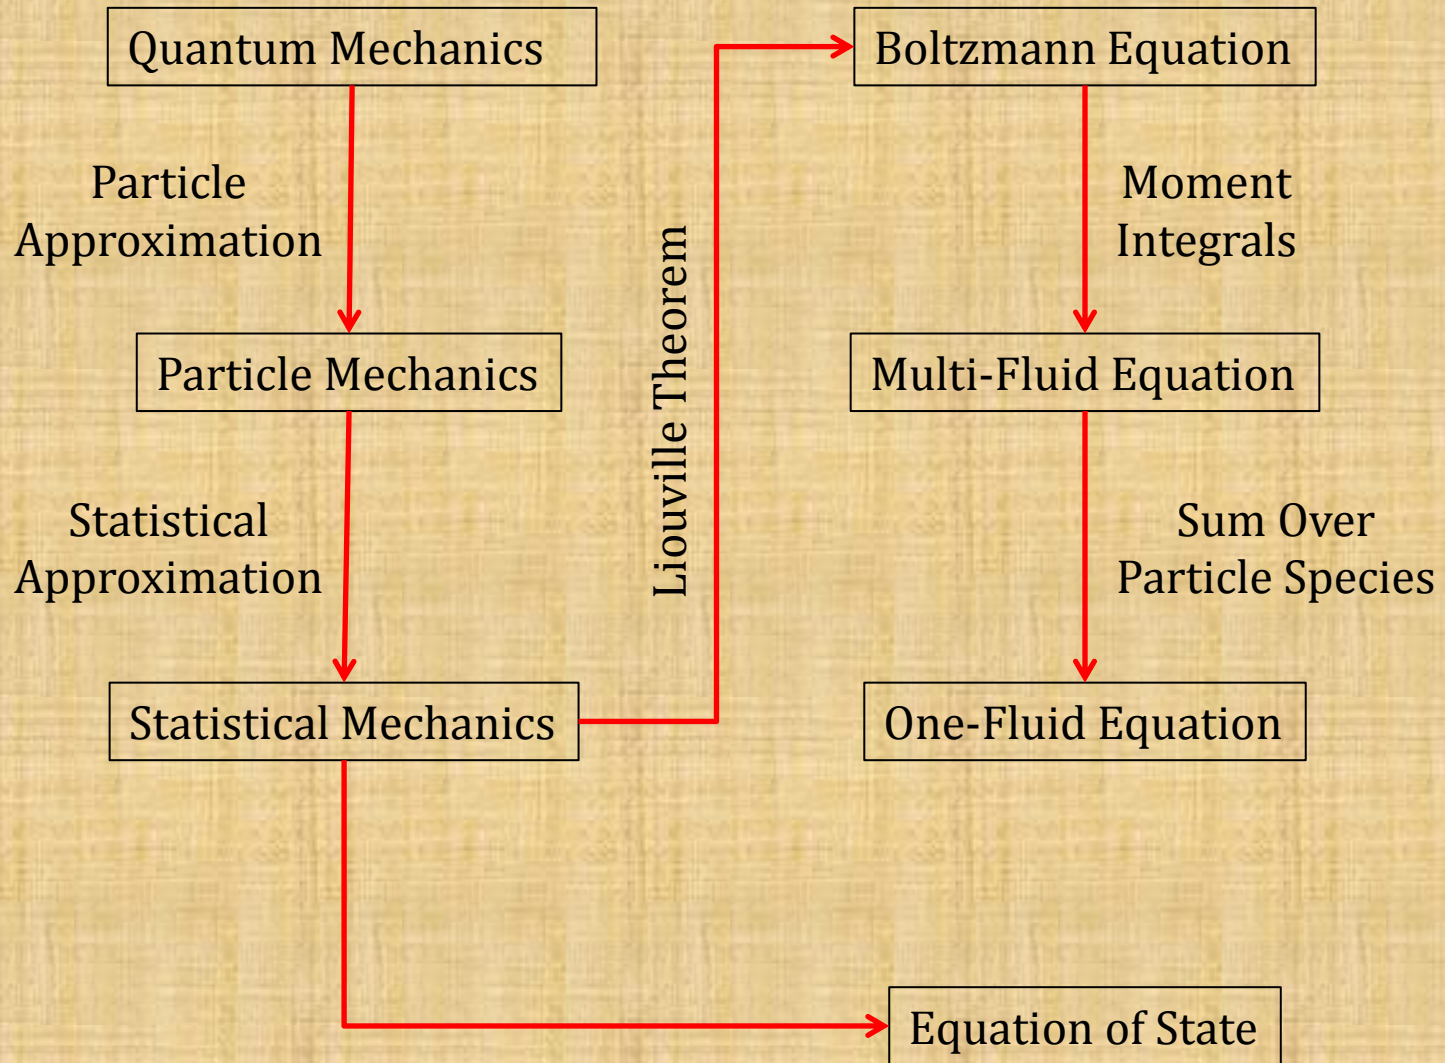 Quantum Mechanics
Particle
Approximation
Particle Mechanics
Statistical
Approximation
Statistical Mechanics
Liouville Theorem
Boltzmann Equation
Moment
Integrals
Multi-Fluid Equation
Sum Over
Particle Species
One-Fluid Equation
Equation of State